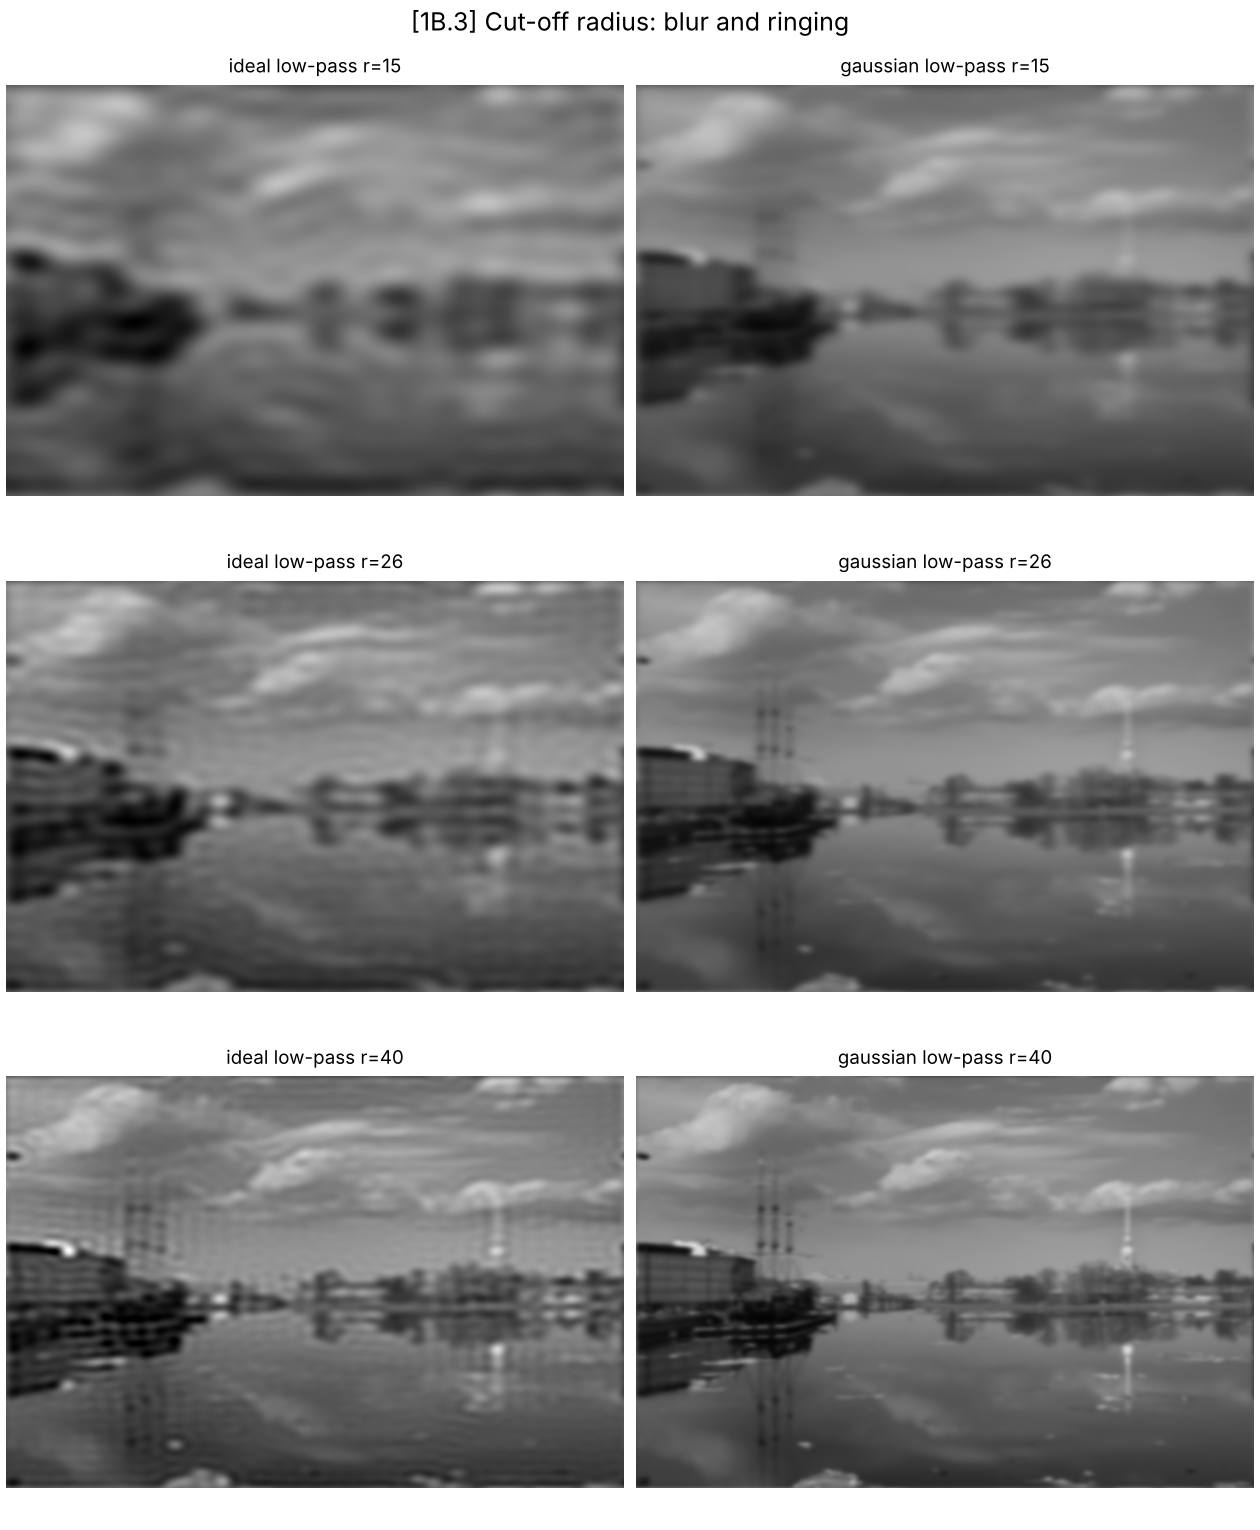 [1B.3] Cut-off radius: blur and ringing
ideal low-pass r=15
gaussian low-pass r=15
ideal low-pass r=26
gaussian low-pass r=26
ideal low-pass r=40
gaussian low-pass r=40